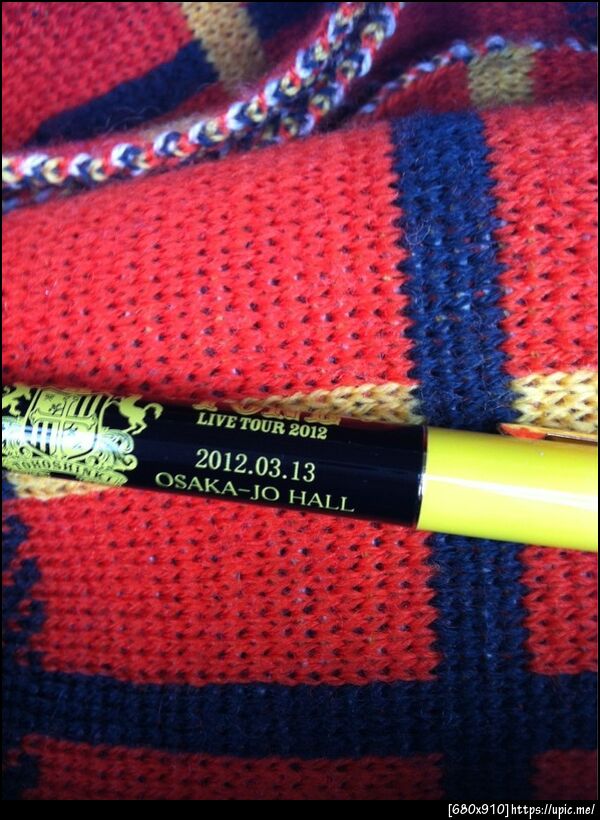 LIVE TOUR 2012
2012.03.13
OSAKA-JO HALL
[680x910]https://upic.me/